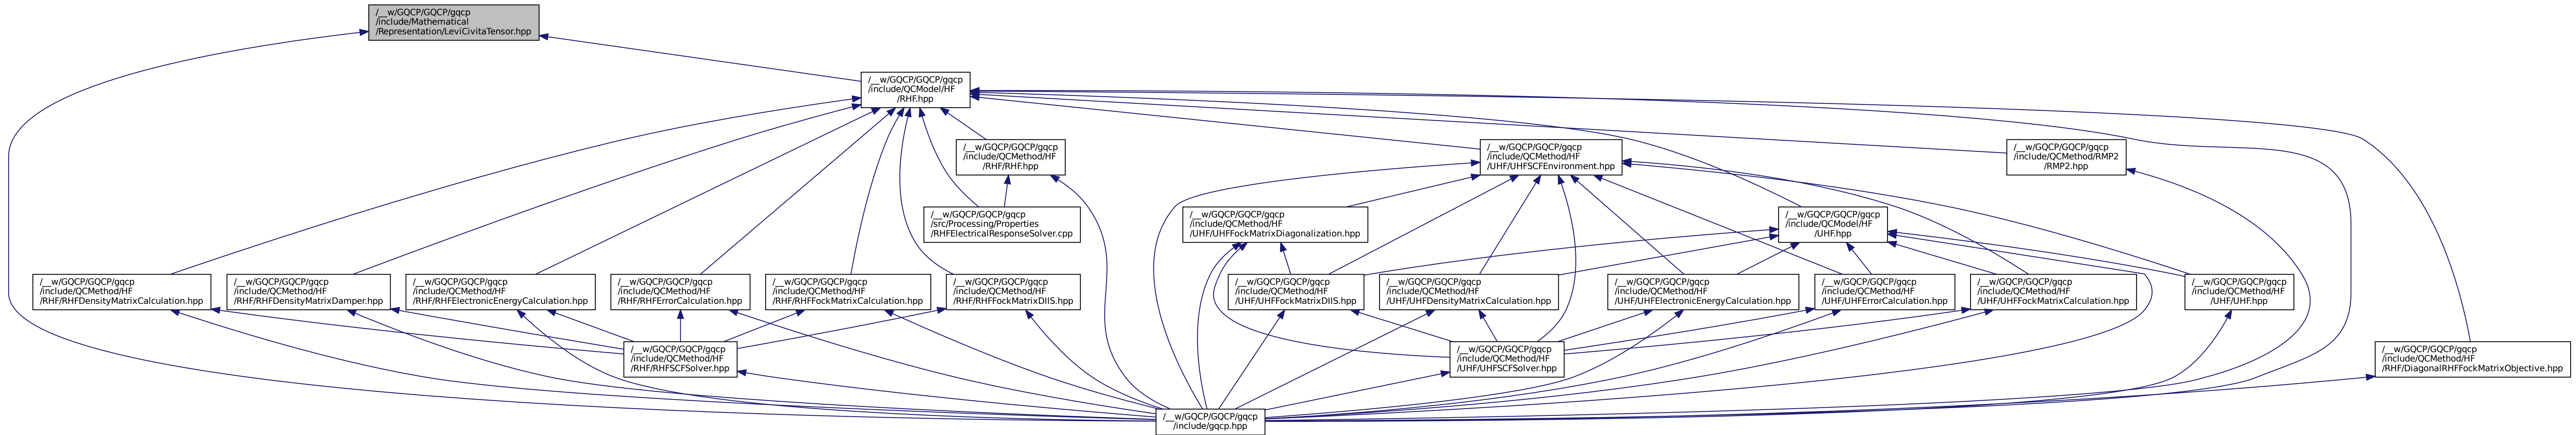 /__w/GQCP/GQCP/gqcp
/include/Mathematical
/Representation/LeviCivitaTensor.hpp
/__w/GQCP/GQCP/gqcp
/include/QCModel/HF
/RHF.hpp
/__w/GQCP/GQCP/gqcp
/include/QCMethod/HF
/RHF/RHF.hpp
/__w/GQCP/GQCP/gqcp
/include/QCMethod/HF
/UHF/UHFSCFEnvironment.hpp
/__w/GQCP/GQCP/gqcp
/include/QCMethod/RMP2
/RMP2.hpp
/__w/GQCP/GQCP/gqcp
/src/Processing/Properties
/RHFElectricalResponseSolver.cpp
/__w/GQCP/GQCP/gqcp
/include/QCMethod/HF
/UHF/UHFFockMatrixDiagonalization.hpp
/__w/GQCP/GQCP/gqcp
/include/QCModel/HF
/UHF.hpp
/__w/GQCP/GQCP/gqcp
/include/QCMethod/HF
/RHF/RHFDensityMatrixCalculation.hpp
/__w/GQCP/GQCP/gqcp
/include/QCMethod/HF
/RHF/RHFDensityMatrixDamper.hpp
/__w/GQCP/GQCP/gqcp
/include/QCMethod/HF
/RHF/RHFElectronicEnergyCalculation.hpp
/__w/GQCP/GQCP/gqcp
/include/QCMethod/HF
/RHF/RHFErrorCalculation.hpp
/__w/GQCP/GQCP/gqcp
/include/QCMethod/HF
/RHF/RHFFockMatrixCalculation.hpp
/__w/GQCP/GQCP/gqcp
/include/QCMethod/HF
/RHF/RHFFockMatrixDIIS.hpp
/__w/GQCP/GQCP/gqcp
/include/QCMethod/HF
/UHF/UHFFockMatrixDIIS.hpp
/__w/GQCP/GQCP/gqcp
/include/QCMethod/HF
/UHF/UHFDensityMatrixCalculation.hpp
/__w/GQCP/GQCP/gqcp
/include/QCMethod/HF
/UHF/UHFElectronicEnergyCalculation.hpp
/__w/GQCP/GQCP/gqcp
/include/QCMethod/HF
/UHF/UHFErrorCalculation.hpp
/__w/GQCP/GQCP/gqcp
/include/QCMethod/HF
/UHF/UHFFockMatrixCalculation.hpp
/__w/GQCP/GQCP/gqcp
/include/QCMethod/HF
/UHF/UHF.hpp
/__w/GQCP/GQCP/gqcp
/include/QCMethod/HF
/RHF/RHFSCFSolver.hpp
/__w/GQCP/GQCP/gqcp
/include/QCMethod/HF
/UHF/UHFSCFSolver.hpp
/__w/GQCP/GQCP/gqcp
/include/QCMethod/HF
/RHF/DiagonalRHFFockMatrixObjective.hpp
/__w/GQCP/GQCP/gqcp
/include/gqcp.hpp